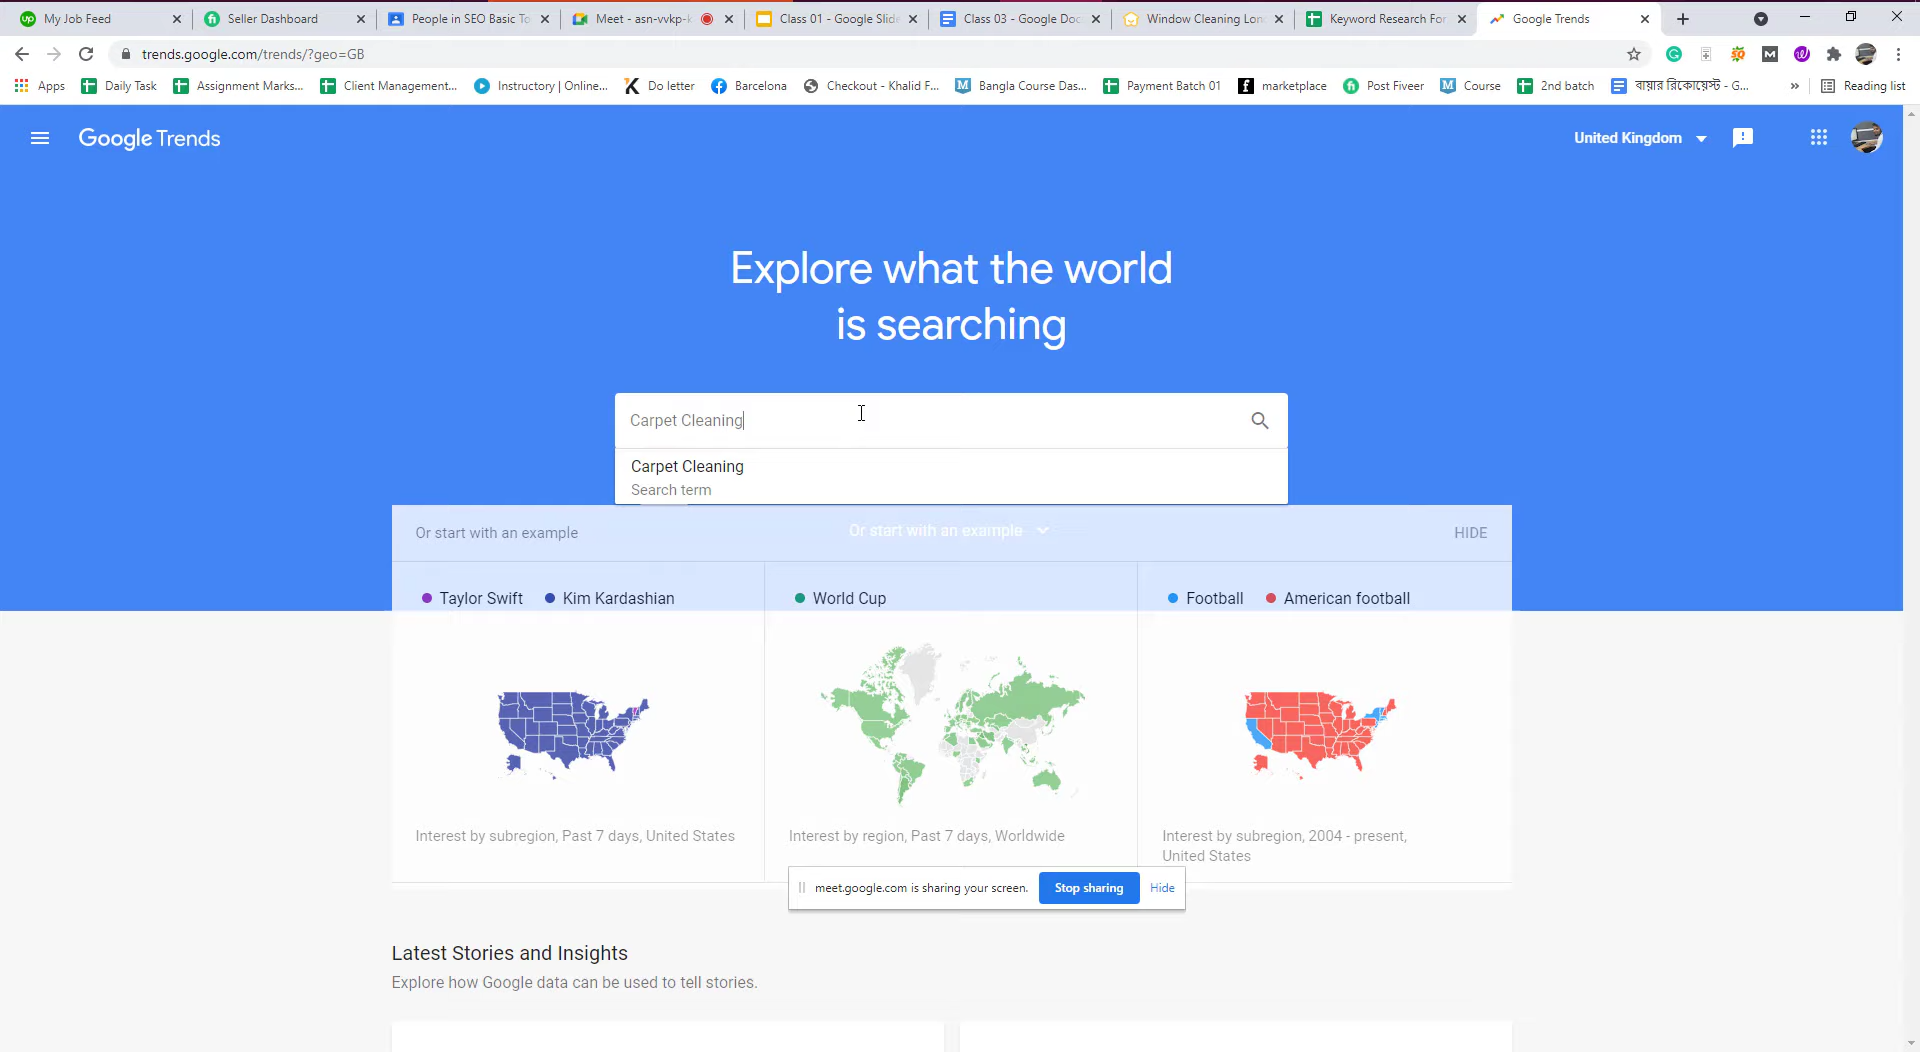 My Job Feed
Seller Dashboard
People in SEO Basic To
Meet - asn-vvkp-k
Class 01 - Google Slide
Class 03 - Google Doc
Window Cleaning Lon
Keyword Research For
Google Trends
trends.google.com/trends/?geo=GB
Apps
Daily Task
Assignment Marks...
Client Management...
Instructory | Online...
Do letter
Barcelona
Checkout - Khalid F...
Bangla Course Das...
Payment Batch 01
marketplace
Post Fiveer
Course
2nd batch
বায়ার রিকোয়েস্ট - G...
Reading list
Google Trends
United Kingdom
Explore what the world
is searching
Carpet Cleaning
Carpet Cleaning
Search term
Or start with an example
Or start with an example
HIDE
Taylor Swift
Kim Kardashian
World Cup
Football
American football
Interest by subregion, Past 7 days, United States
Interest by region, Past 7 days, Worldwide
Interest by subregion, 2004 - present,
United States
meet.google.com is sharing your screen.
Stop sharing
Hide
Latest Stories and Insights
Explore how Google data can be used to tell stories.